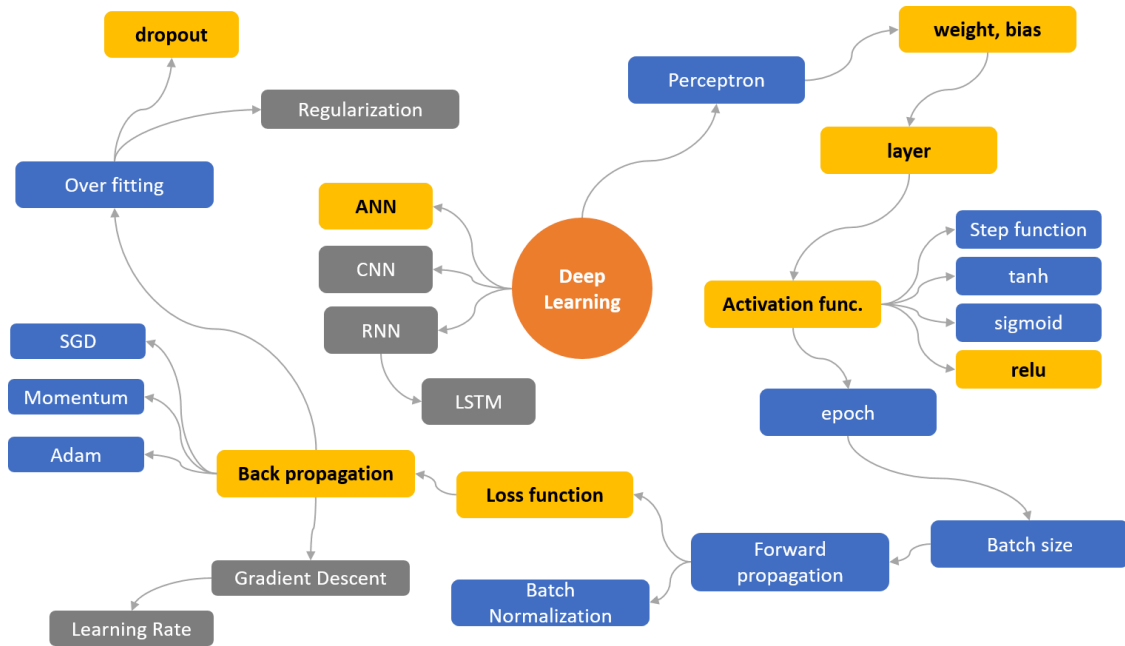 dropout
weight, bias
Perceptron
Regularization
layer
Over fitting
ANN
Step function
CNN
Deep
Learning
tanh
Activation func.
RNN
sigmoid
SGD
relu
Momentum
LSTM
epoch
Adam
Back propagation
Loss function
Batch size
Forward
propagation
Gradient Descent
Batch
Normalization
Learning Rate